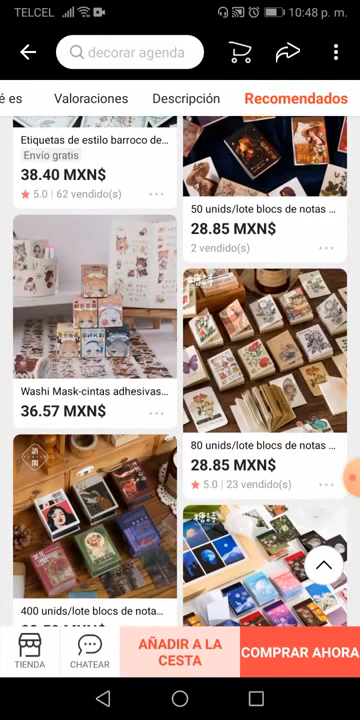 TELCEL
10:48 p. m.
decorar agenda
é es
Valoraciones
Descripción
Recomendados
Etiquetas de estilo barroco de...
Envío gratis
38.40 MXN$
5.0 | 62 vendido(s)
Washi Mask-cintas adhesivas...
36.57 MXN$
400 unids/lote blocs de nota...
50 unids/lote blocs de notas ...
28.85 MXN$
2 vendido(s)
80 unids/lote blocs de notas ...
28.85 MXN$
5.0 | 23 vendido(s)
TIENDA
CHATEAR
AÑADIR A LA
CESTA
COMPRAR AHORA